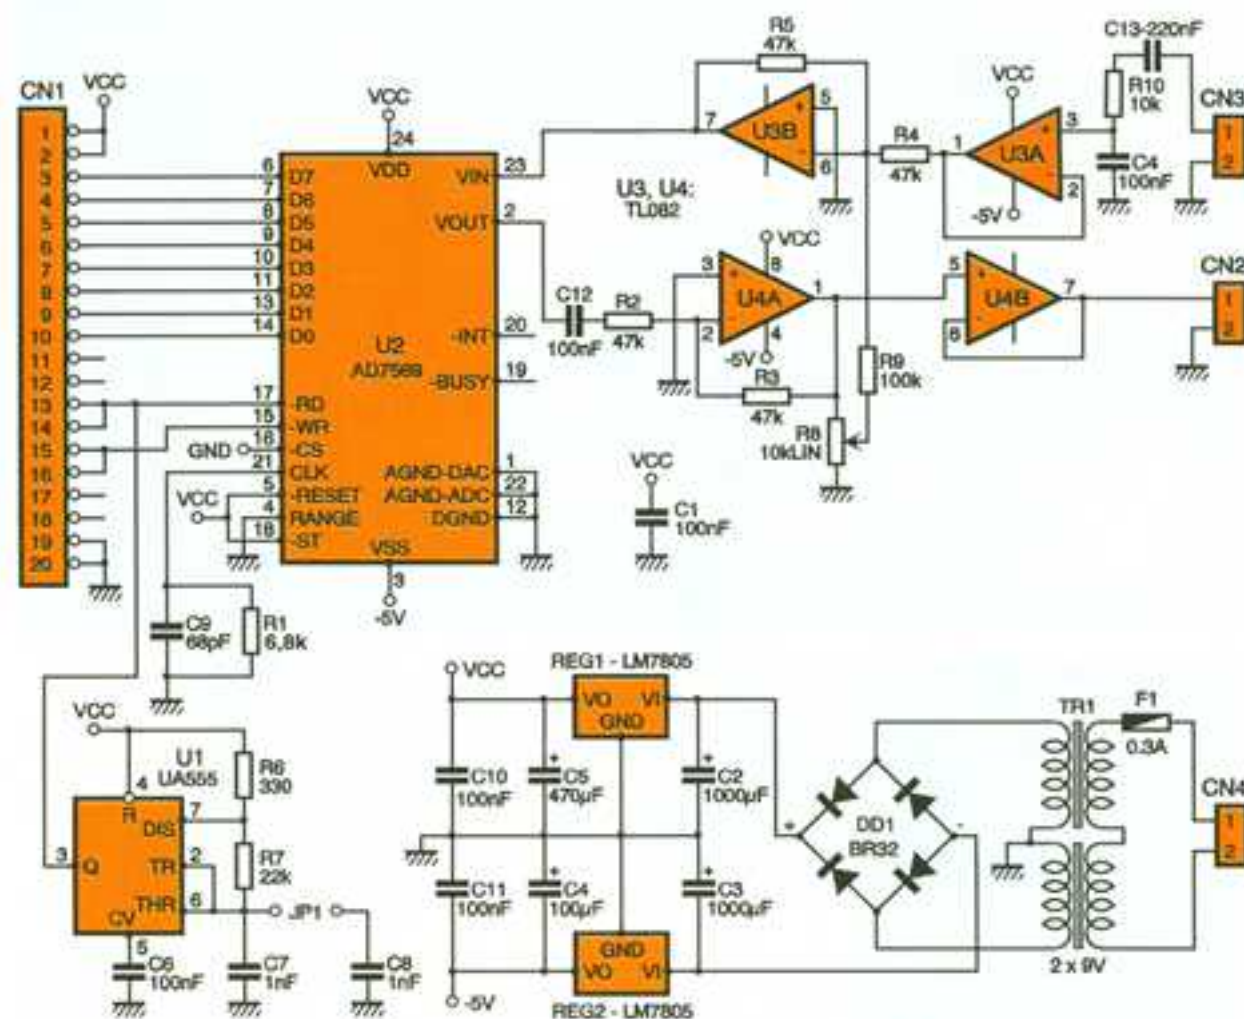 R5
47k
C13-220nF
VCC
CN1
VCC
VCC
R10
10k
CN3
24
7
U3B
+
5
-
6
R4
47k
1
U3A
+
3
-
2
C4
100nF
1
2
-5V
1
2
3
4
5
6
7
8
9
10
11
12
13
14
15
16
17
18
19
20
6
7
8
9
10
11
13
14
17
15
16
21
5
4
18
D7
D6
D5
D4
D3
D2
D1
D0
-RD
-WR
-CS
CLK
-RESET
RANGE
-ST
VDD
VIN
23
VOUT
2
U2
AD7569
-INT
20
-BUSY
19
AGND-DAC
1
AGND-ADC
22
DGND
12
VSS
3
-5V
GND
VCC
U3, U4:
TL082
C12
100nF
R2
47k
3
+
2
-
U4A
VCC
8
1
4
-5V
R3
47k
5
+
6
-
U4B
7
CN2
1
2
R9
100k
R8
10kLIN
VCC
C1
100nF
C9
68pF
R1
6,8k
VCC
U1
UA555
4
R
R6
330
7
DIS
3
Q
TR
2
R7
22k
THR
6
CV
5
JP1
C6
100nF
C7
1nF
C8
1nF
VCC
REG1 - LM7805
VO
VI
GND
C10
100nF
+
C5
470µF
+
C2
1000µF
C11
100nF
+
C4
100µF
+
C3
1000µF
GND
VO
VI
-5V
REG2 - LM7805
+
DD1
BR32
-
TR1
2 x 9V
F1
0.3A
CN4
1
2